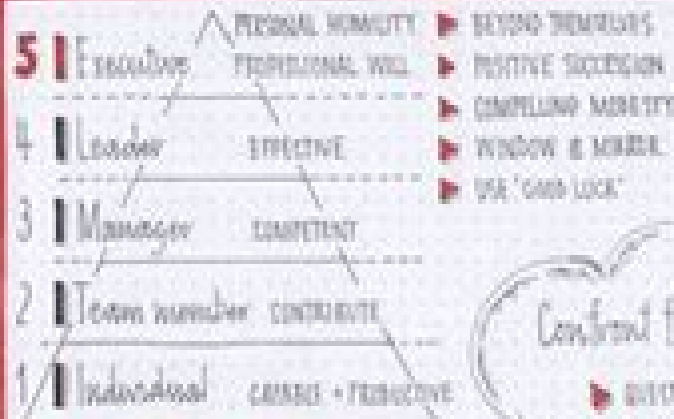 5 Executive PERSONAL HUMILITY
PROFESSIONAL WILL
4 Leader EFFECTIVE
3 Manager COMPETENT
2 Team member CONTRIBUTE
1 Individual CAPABLE + PRODUCTIVE
BEYOND THEMSELVES
POSITIVE SUCCESSION
COMPELLING MODESTY
WINDOW & MIRROR
USE "GOOD LUCK"
Confront